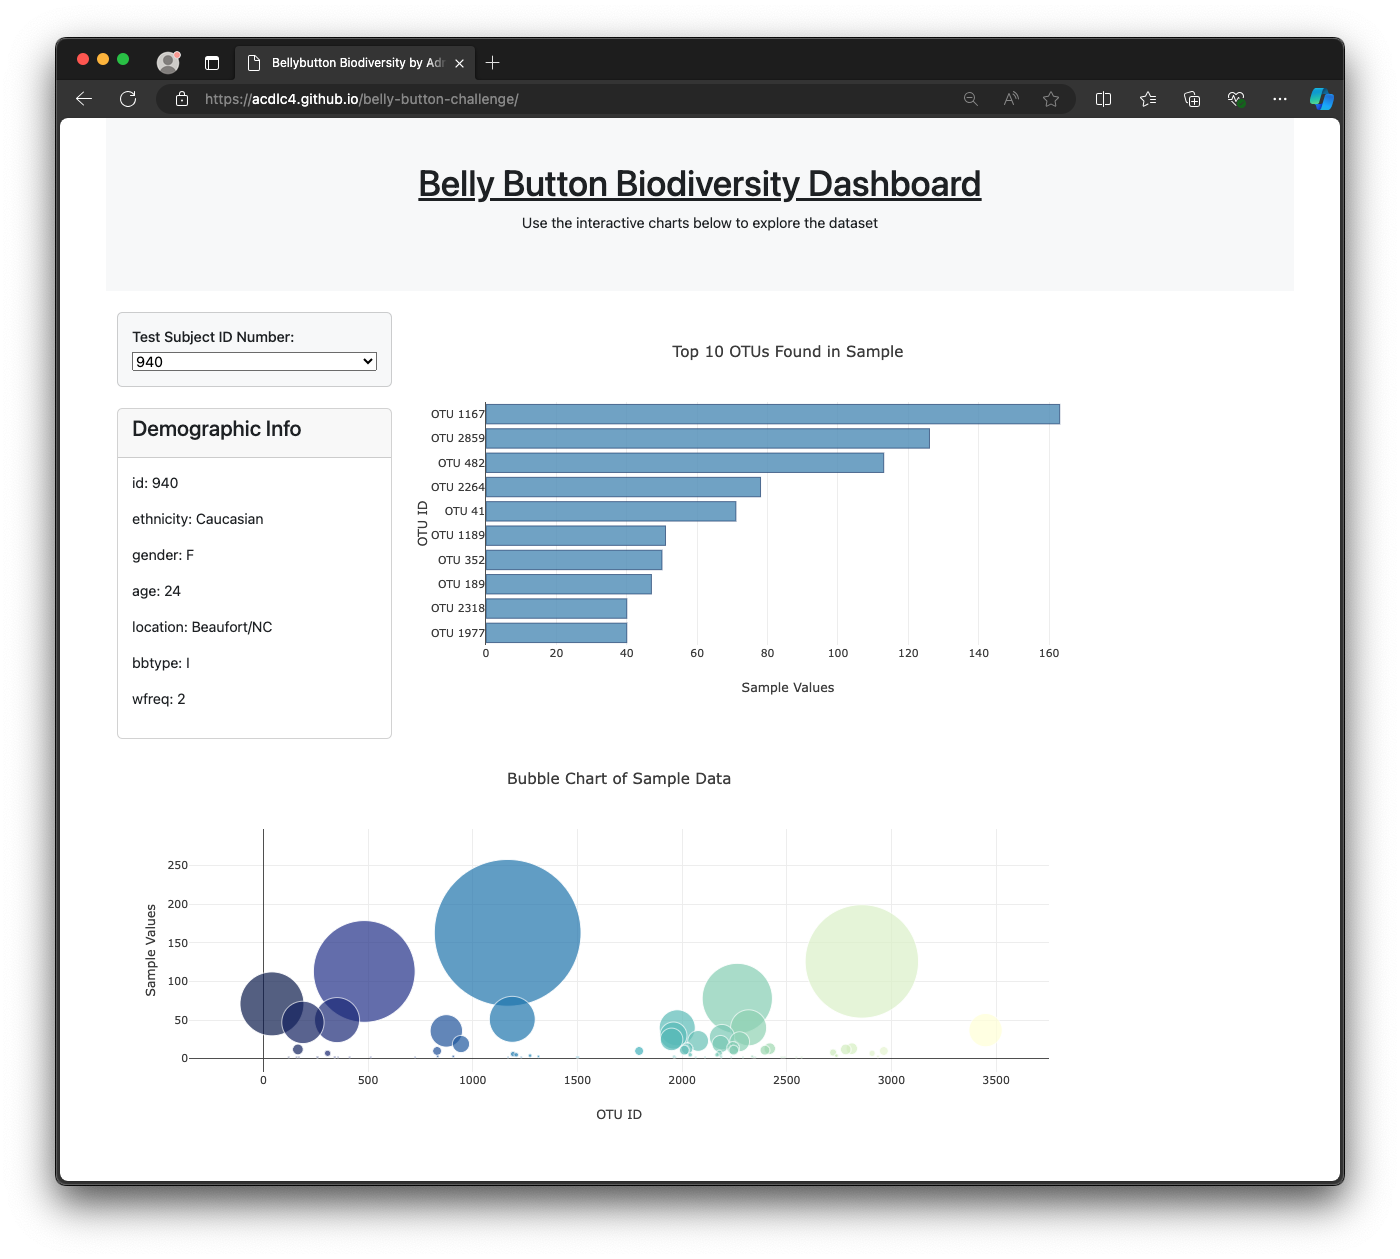 Bellybutton Biodiversity by Adr
https://acdlc4.github.io/belly-button-challenge/
Belly Button Biodiversity Dashboard
Use the interactive charts below to explore the dataset
Test Subject ID Number:
940
Demographic Info
id: 940
ethnicity: Caucasian
gender: F
age: 24
location: Beaufort/NC
bbtype: I
wfreq: 2
Top 10 OTUs Found in Sample
OTU ID
OTU 1167
OTU 2859
OTU 482
OTU 2264
OTU 41
OTU 1189
OTU 352
OTU 189
OTU 2318
OTU 1977
0 20 40 60 80 100 120 140 160
Sample Values
Bubble Chart of Sample Data
Sample Values
250
200
150
100
50
0
0 500 1000 1500 2000 2500 3000 3500
OTU ID